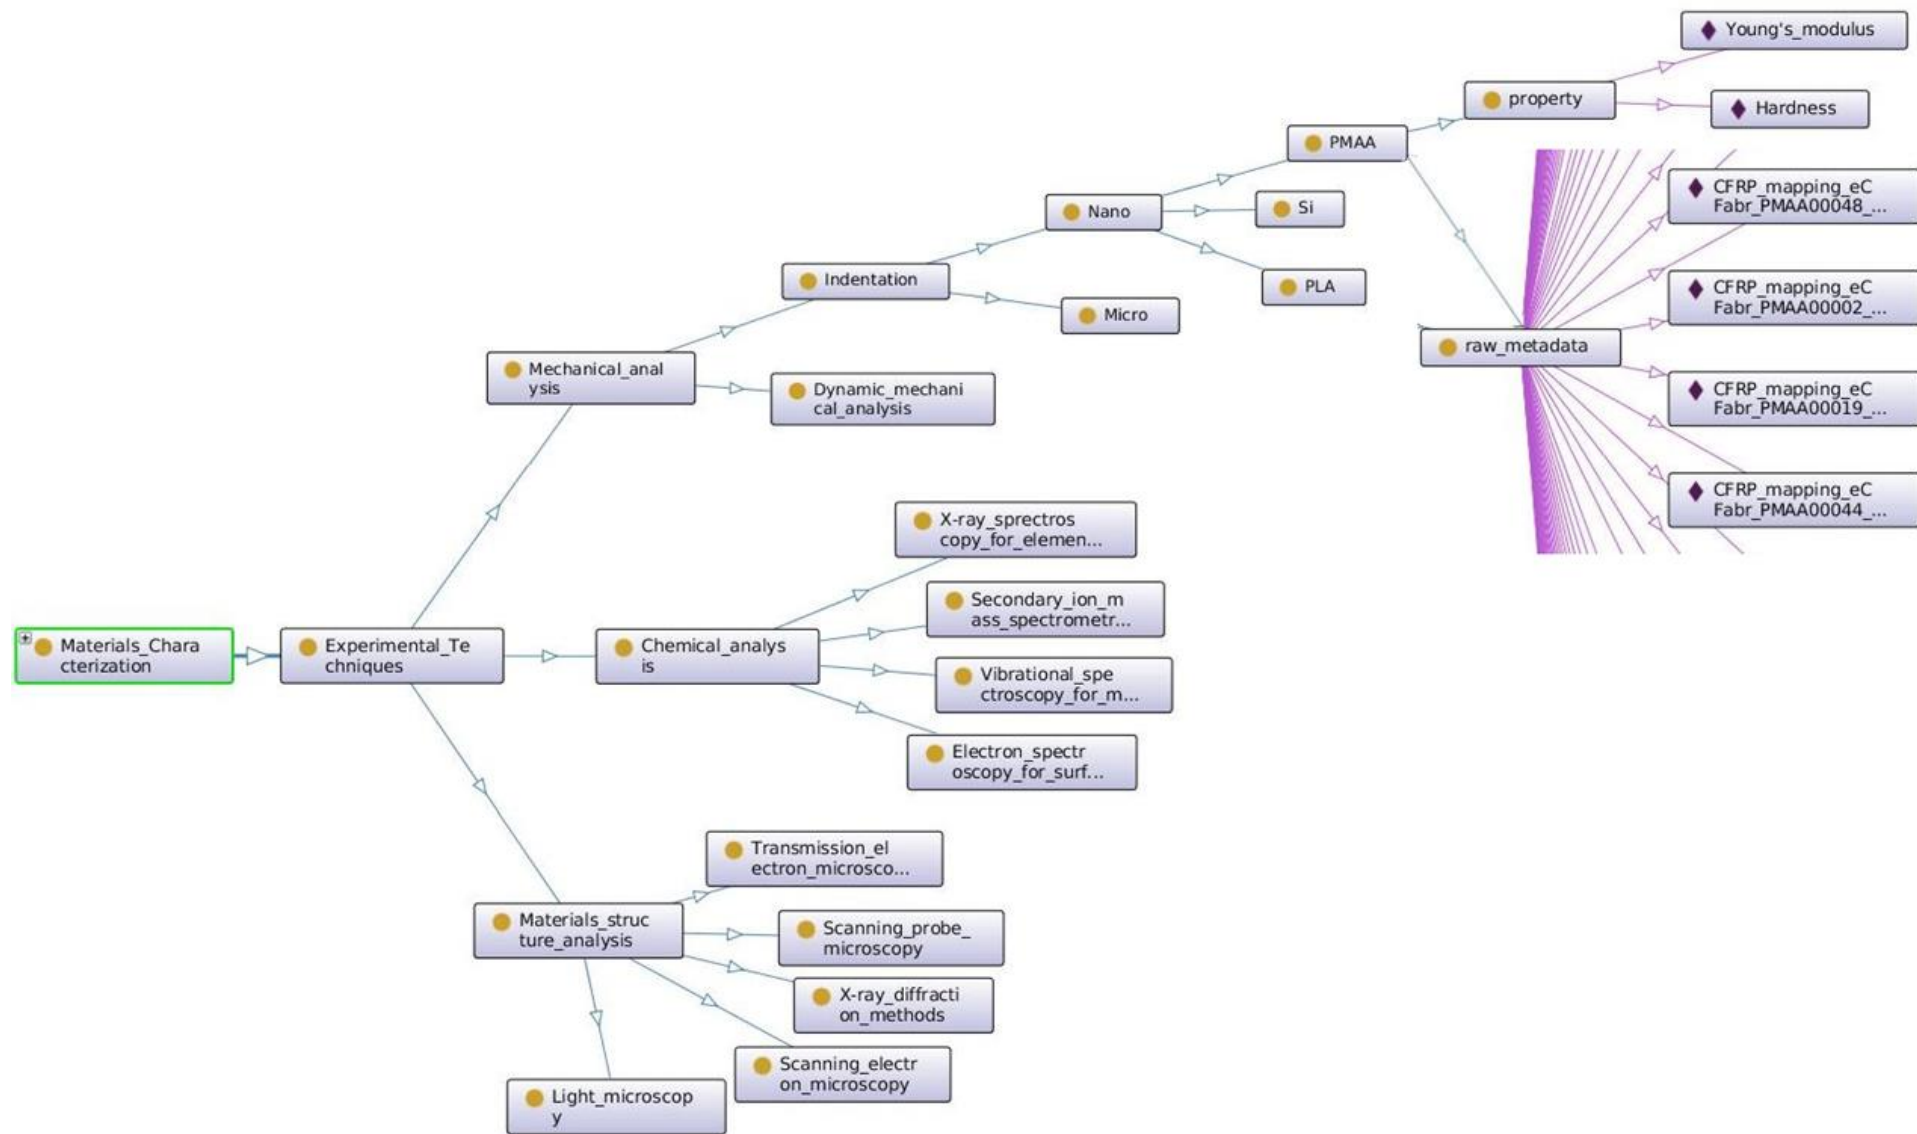 Young's_modulus
property
Hardness
PMAA
CFRP_mapping_eC
Fabr_PMAA00048_...
Nano
Si
Indentation
PLA
CFRP_mapping_eC
Fabr_PMAA00002_...
Micro
raw_metadata
Mechanical_anal
ysis
Dynamic_mechani
cal_analysis
CFRP_mapping_eC
Fabr_PMAA00019_...
CFRP_mapping_eC
Fabr_PMAA00044_...
X-ray_sprectros
copy_for_elemen...
Secondary_ion_m
ass_spectrometr...
Materials_Chara
cterization
Experimental_Te
chniques
Chemical_analys
is
Vibrational_spe
ctroscopy_for_m...
Electron_spectr
oscopy_for_surf...
Transmission_el
ectron_microsco...
Materials_struc
ture_analysis
Scanning_probe_
microscopy
X-ray_diffracti
on_methods
Scanning_electr
on_microscopy
Light_microscop
y